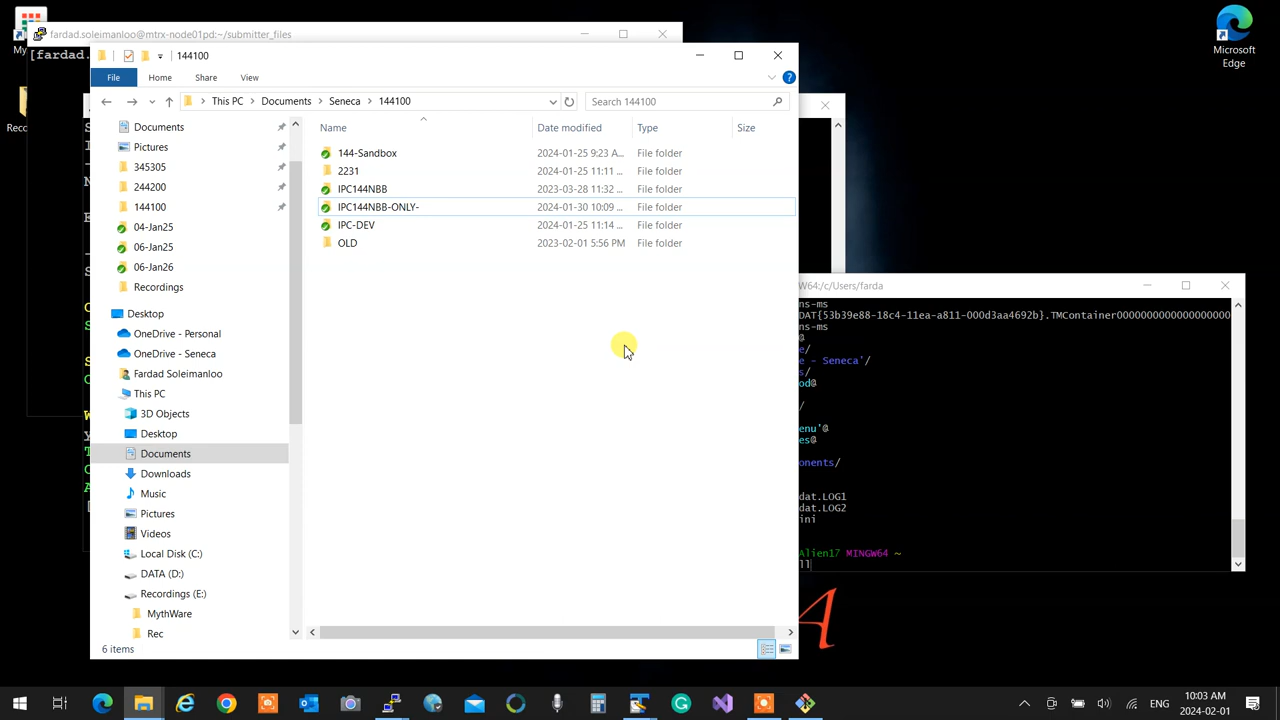 fardad.soleimanloo@mtrx-node01pd:~/submitter_files
[fardad.
144100
File
Home
Share
View
This PC
Documents
Seneca
144100
Search 144100
Documents
Pictures
345305
244200
144100
04-Jan25
06-Jan25
06-Jan26
Recordings
Desktop
OneDrive - Personal
OneDrive - Seneca
Fardad Soleimanloo
This PC
3D Objects
Desktop
Documents
Downloads
Music
Pictures
Videos
Local Disk (C:)
DATA (D:)
Recordings (E:)
MythWare
Rec
Name Date modified Type Size
144-Sandbox 2024-01-25 9:23 A... File folder
2231 2024-01-25 11:11 ... File folder
IPC144NBB 2023-03-28 11:32 ... File folder
IPC144NBB-ONLY- 2024-01-30 10:09 ... File folder
IPC-DEV 2024-01-25 11:14 ... File folder
OLD 2023-02-01 5:56 PM File folder
6 items
W64:/c/Users/farda
ns-ms
DAT{53b39e88-18c4-11ea-a811-000d3aa4692b}.TMContainer0000000000000000000
ns-ms
@
e/
e - Seneca'/
s/
od@
/
enu'@
es@
onents/
dat.LOG1
dat.LOG2
ini
Alien17 MINGW64 ~
ll
A
My
Rec
Microsoft
Edge
ENG
10:03 AM
2024-02-01